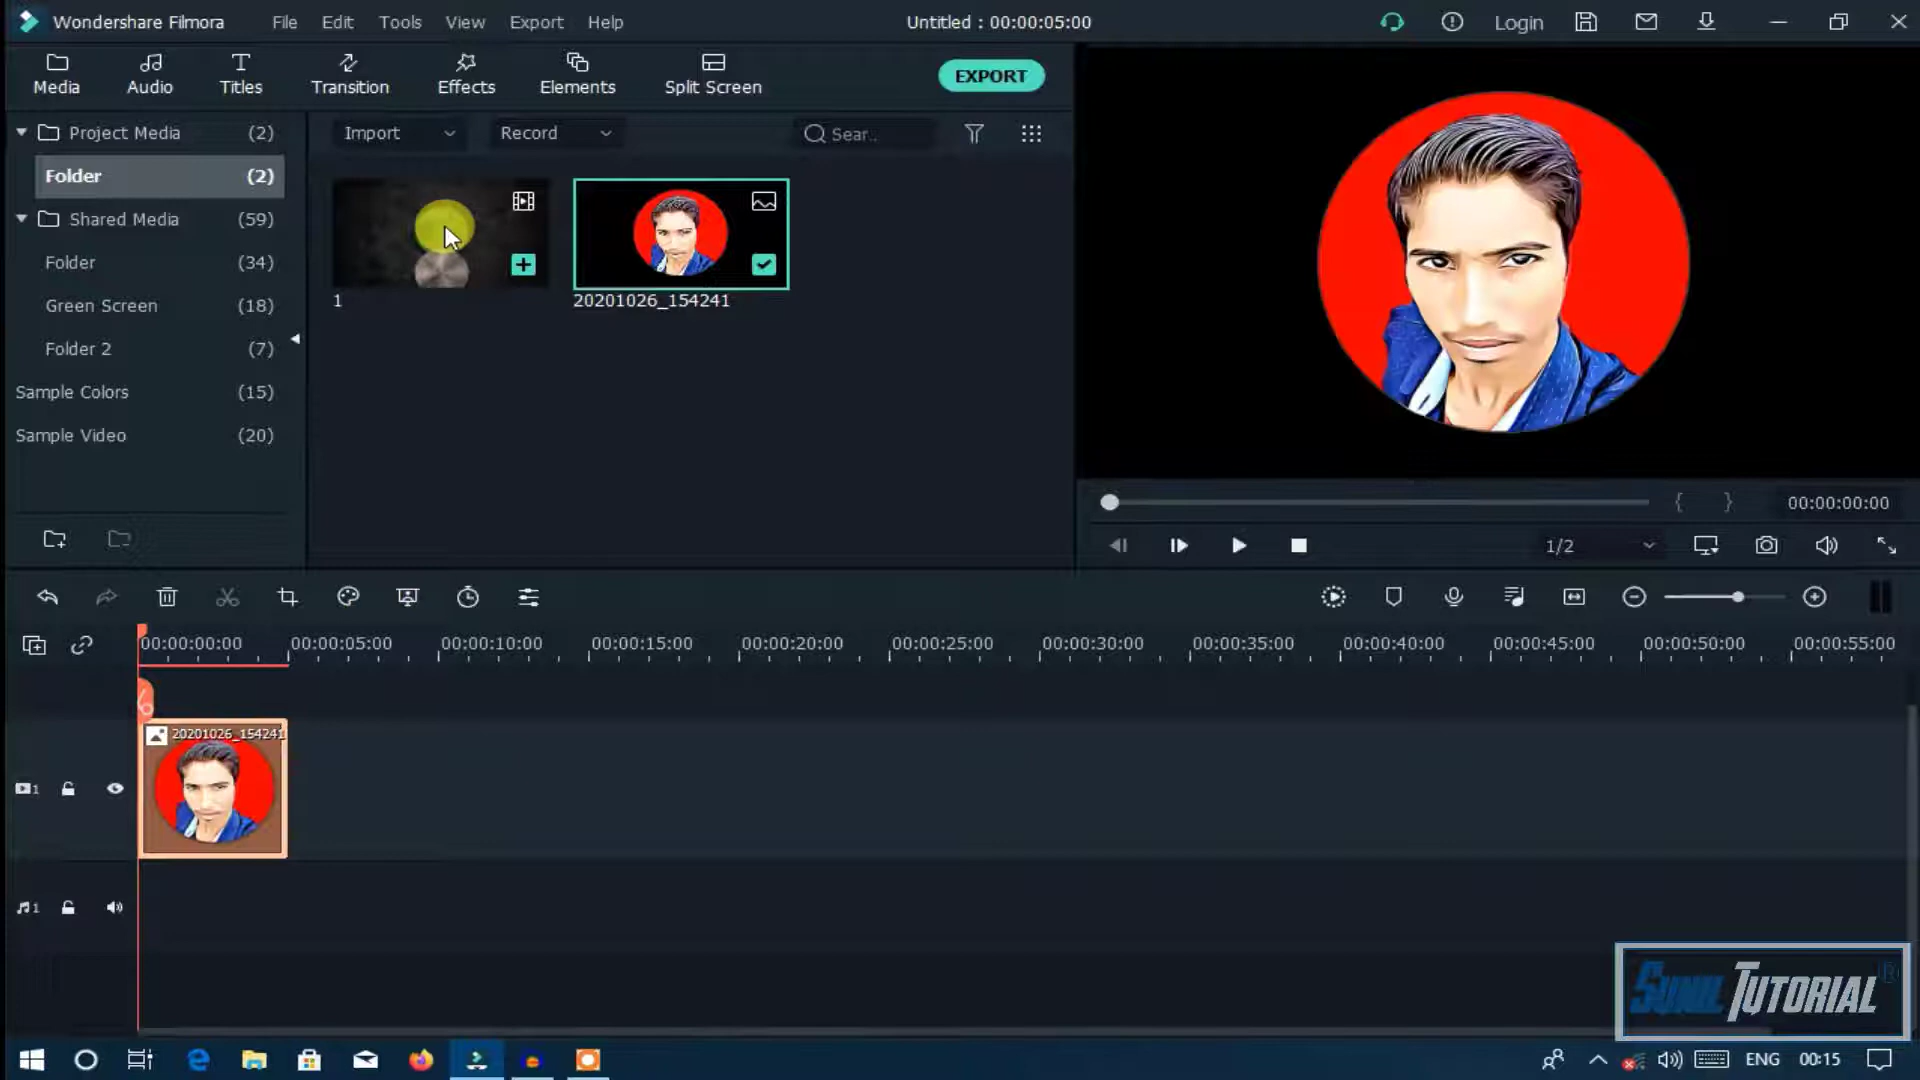 Wondershare Filmora File Edit Tools View Export Help Untitled : 00:00:05:00 Login
Media Audio Titles Transition Effects Elements Split Screen EXPORT
Project Media (2) Import Record Sear..
Folder (2)
Shared Media (59)
Folder (34)
Green Screen (18)
Folder 2 (7)
Sample Colors (15)
Sample Video (20)
1 20201026_154241
00:00:00:00
1/2
00:00:00:00 00:00:05:00 00:00:10:00 00:00:15:00 00:00:20:00 00:00:25:00 00:00:30:00 00:00:35:00 00:00:40:00 00:00:45:00 00:00:50:00 00:00:55:00
20201026_154241
1
1
SUNIL TUTORIAL ®
ENG 00:15